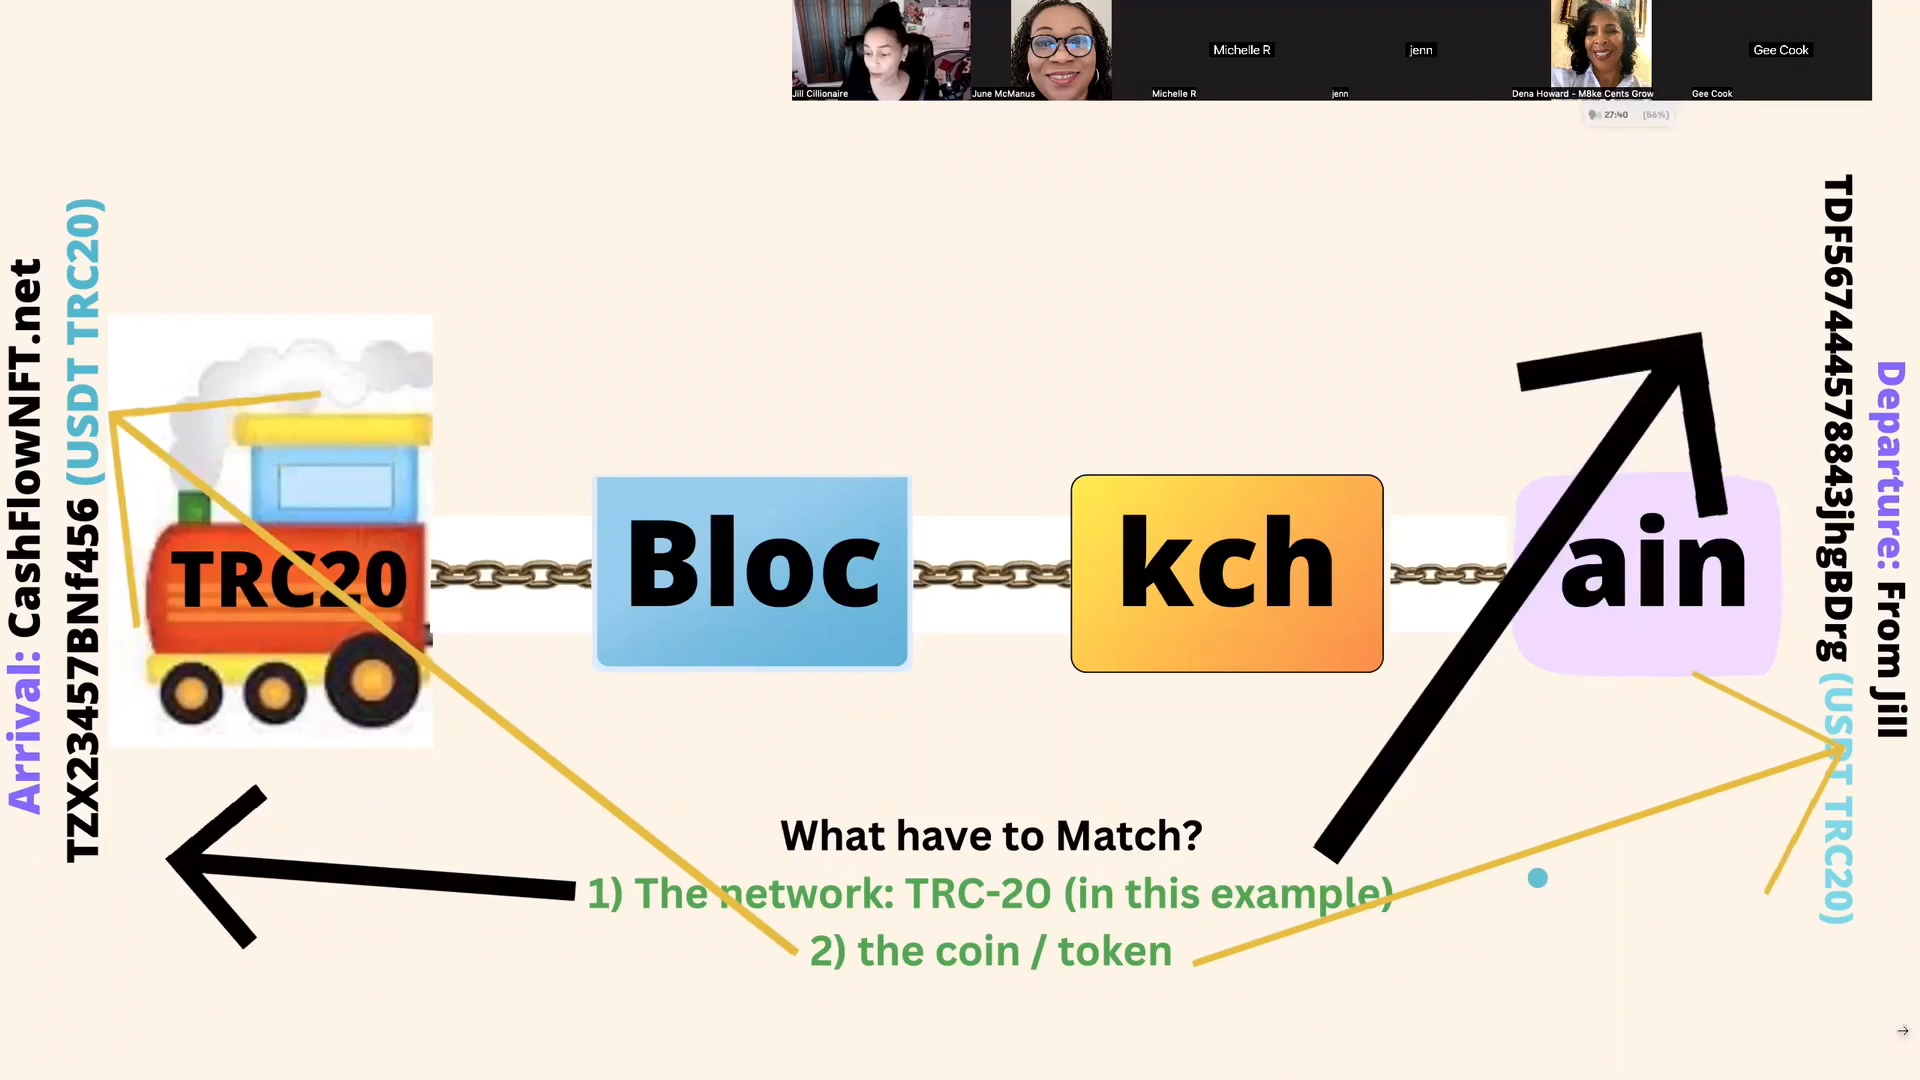 Michelle R
jenn
Gee Cook
Jill Cillionaire
June McManus
Michelle R
jenn
Dena Howard - M8ke Cents Grow
Gee Cook
27:40 (56%)
Arrival: CashFlowNFT.net
TZX23457BNf456 (USDT TRC20)
TRC20
Bloc
kch
ain
TDF5674444578843jhgBDrg (USDT TRC20)
Departure: From Jill
What have to Match?
1) The network: TRC-20 (in this example)
2) the coin / token